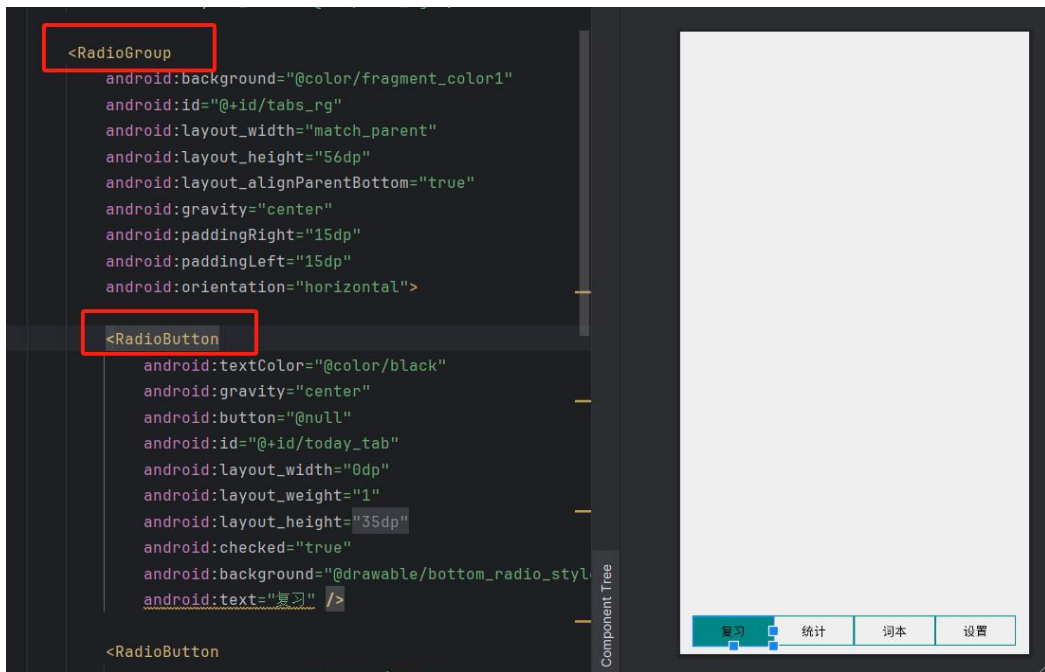 <RadioGroup
android:background="@color/fragment_color1"
android:id="@+id/tabs_rg"
android:layout_width="match_parent"
android:layout_height="56dp"
android:layout_alignParentBottom="true"
android:gravity="center"
android:paddingRight="15dp"
android:paddingLeft="15dp"
android:orientation="horizontal">
<RadioButton
android:textColor="@color/black"
android:gravity="center"
android:button="@null"
android:id="@+id/today_tab"
android:layout_width="0dp"
android:layout_weight="1"
android:layout_height="35dp"
android:checked="true"
android:background="@drawable/bottom_radio_styl
android:text="复习" />
<RadioButton
Component Tree
复习 统计 词本 设置